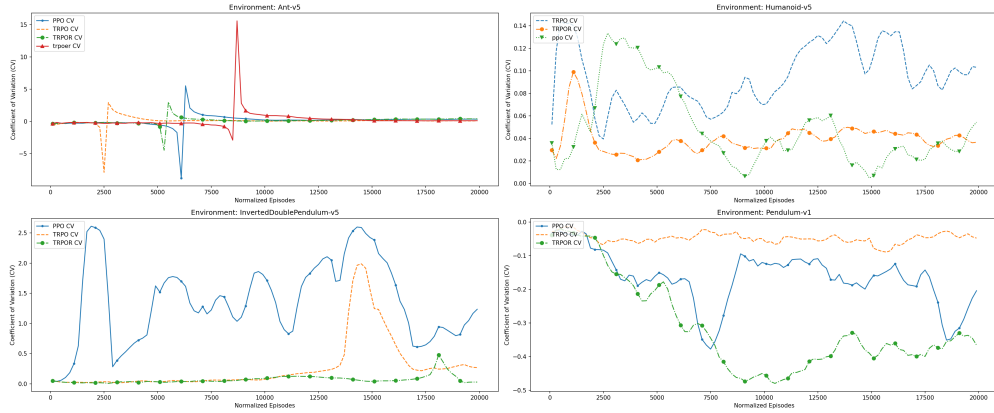 Environment: Ant-v5
PPO CV
TRPO CV
TRPOR CV
trpoer CV
Coefficient of Variation (CV)
15
10
5
0
−5
0
2500
5000
7500
10000
12500
15000
17500
20000
Normalized Episodes
Environment: Humanoid-v5
TRPO CV
TRPOR CV
ppo CV
Coefficient of Variation (CV)
0.14
0.12
0.10
0.08
0.06
0.04
0.02
0.00
0
2500
5000
7500
10000
12500
15000
17500
20000
Normalized Episodes
Environment: InvertedDoublePendulum-v5
PPO CV
TRPO CV
TRPOR CV
Coefficient of Variation (CV)
2.5
2.0
1.5
1.0
0.5
0.0
0
2500
5000
7500
10000
12500
15000
17500
20000
Normalized Episodes
Environment: Pendulum-v1
PPO CV
TRPO CV
TRPOR CV
Coefficient of Variation (CV)
0.0
−0.1
−0.2
−0.3
−0.4
−0.5
0
2500
5000
7500
10000
12500
15000
17500
20000
Normalized Episodes